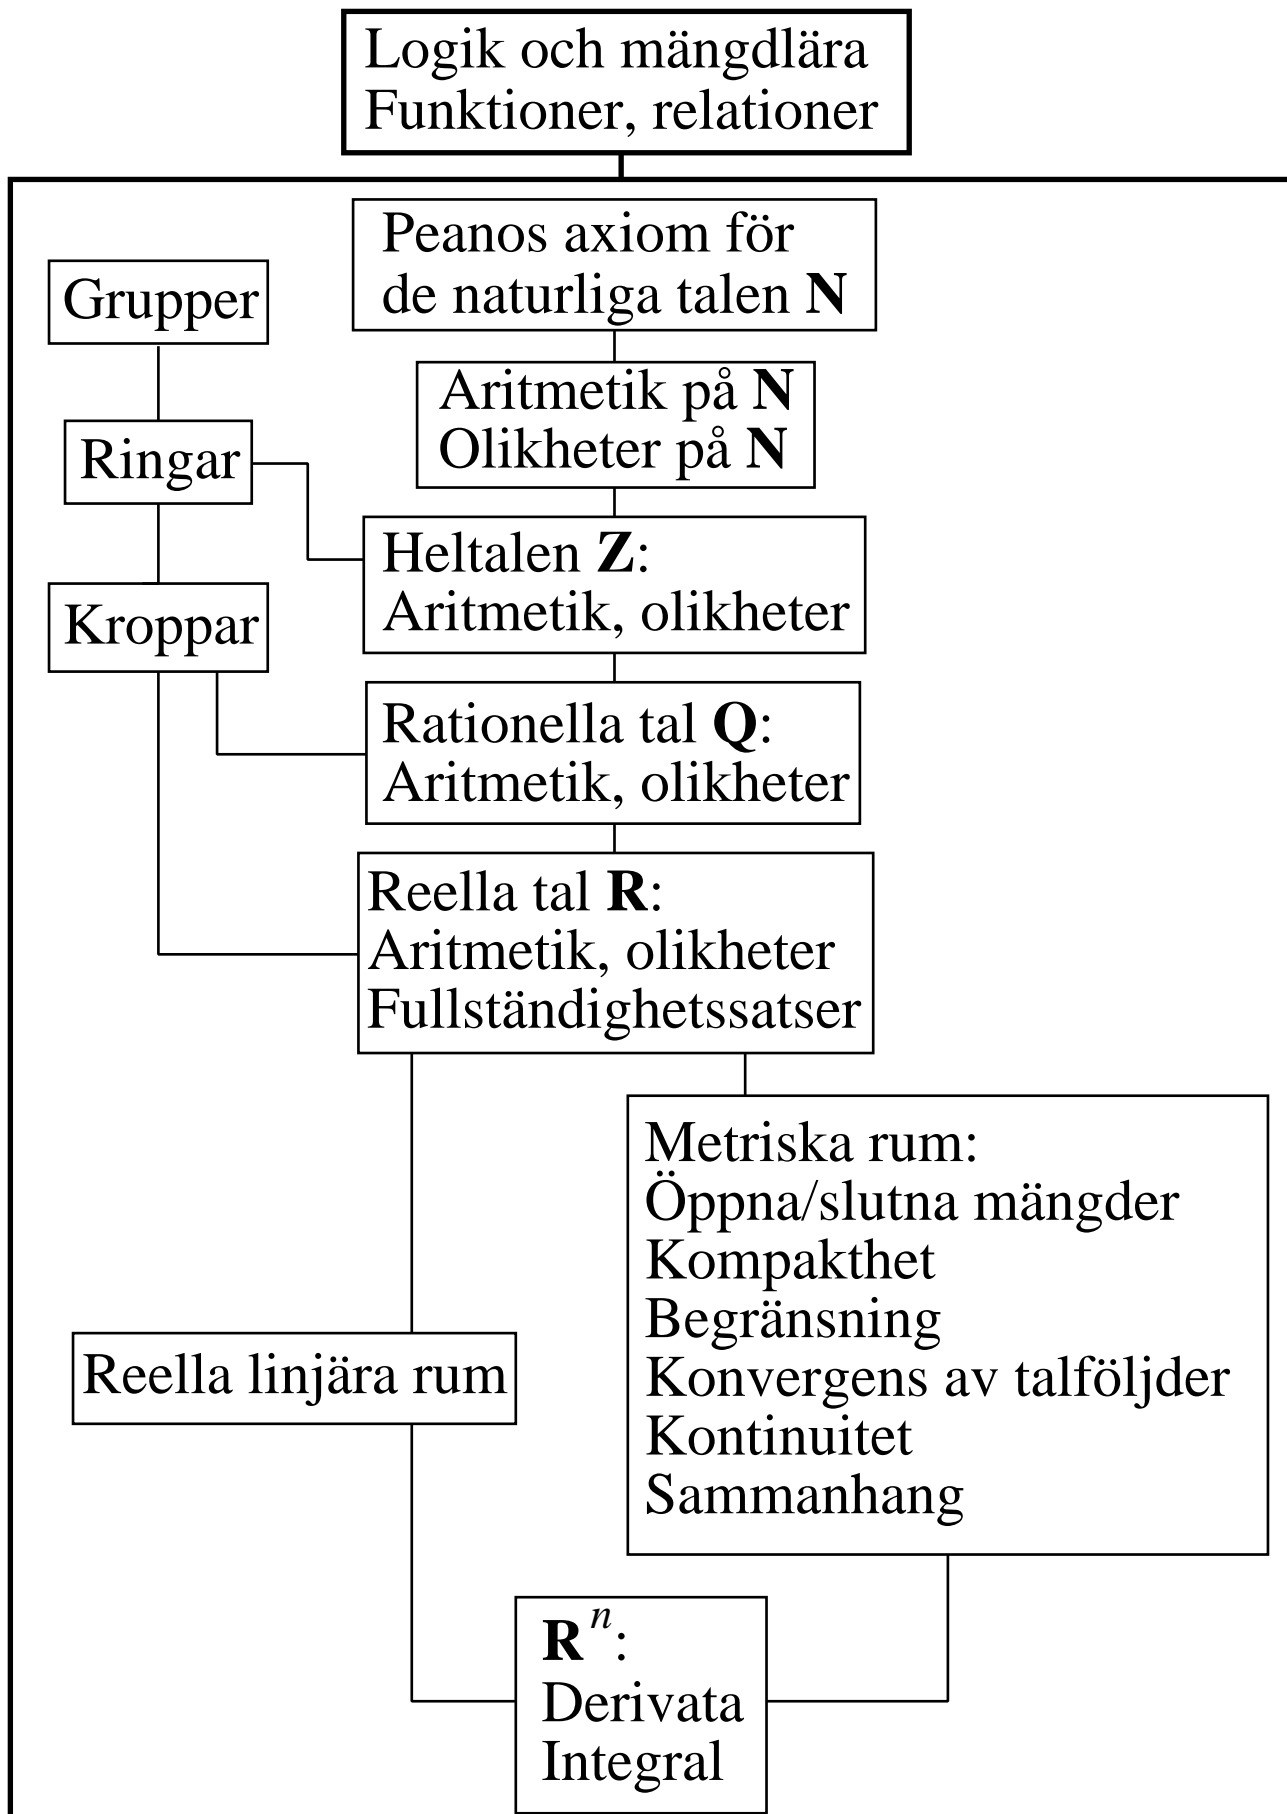 Logik och mängdlära
Funktioner, relationer
Peanos axiom för
de naturliga talen N
Grupper
Aritmetik på N
Olikheter på N
Ringar
Heltalen Z:
Aritmetik, olikheter
Kroppar
Rationella tal Q:
Aritmetik, olikheter
Reella tal R:
Aritmetik, olikheter
Fullständighetssatser
Metriska rum:
Öppna/slutna mängder
Kompakthet
Begränsning
Konvergens av talföljder
Kontinuitet
Sammanhang
Reella linjära rum
Rⁿ:
Derivata
Integral